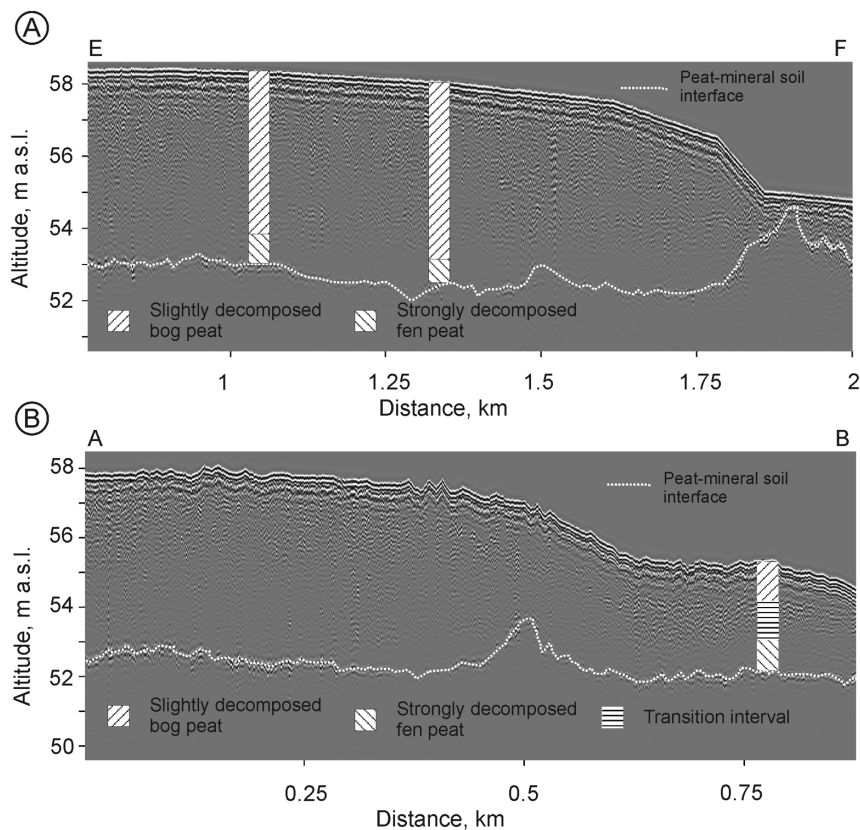 A
E
F
Peat-mineral soil
interface
Altitude, m a.s.l.
58
56
54
52
Slightly decomposed
bog peat
Strongly decomposed
fen peat
1
1.25
1.5
1.75
2
Distance, km
B
A
B
Peat-mineral soil
interface
Altitude, m a.s.l.
58
56
54
52
50
Slightly decomposed
bog peat
Strongly decomposed
fen peat
Transition interval
0.25
0.5
0.75
Distance, km